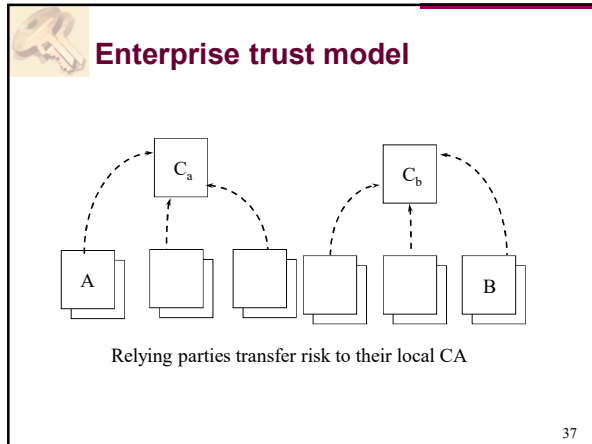 Enterprise trust model
Ca
Cb
A
B
Relying parties transfer risk to their local CA
37